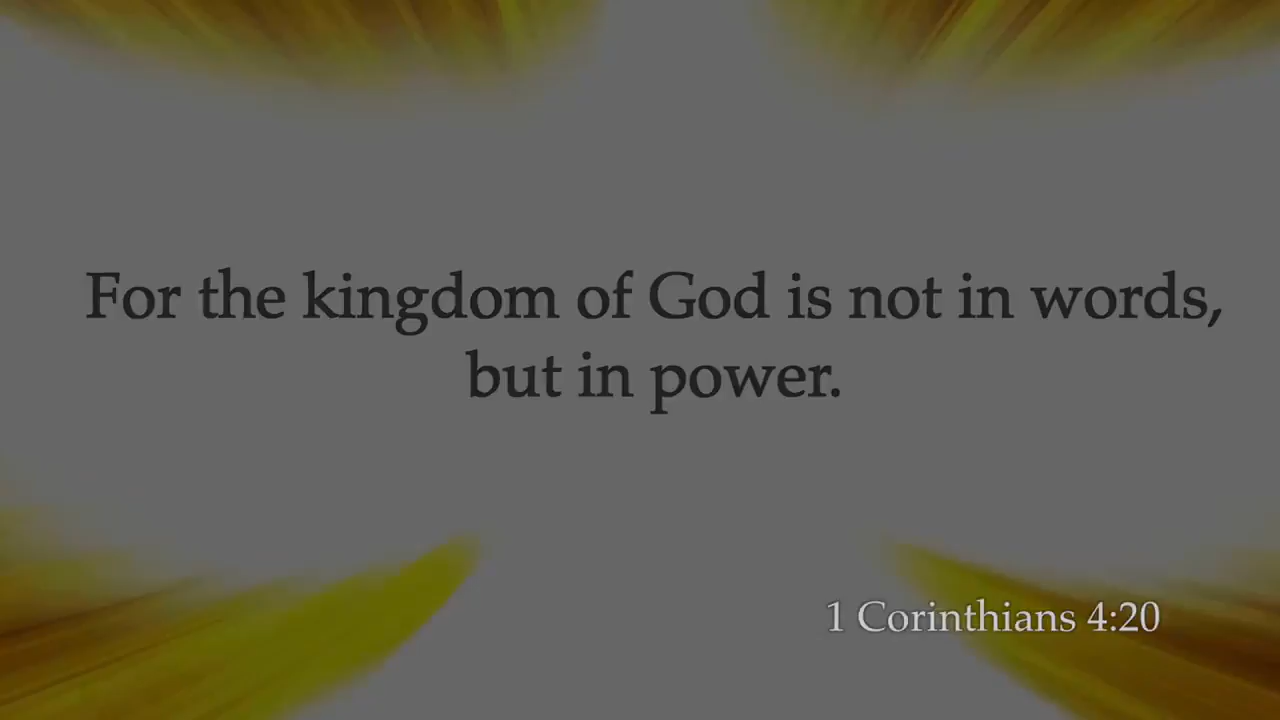 For the kingdom of God is not in words,
but in power.
1 Corinthians 4:20